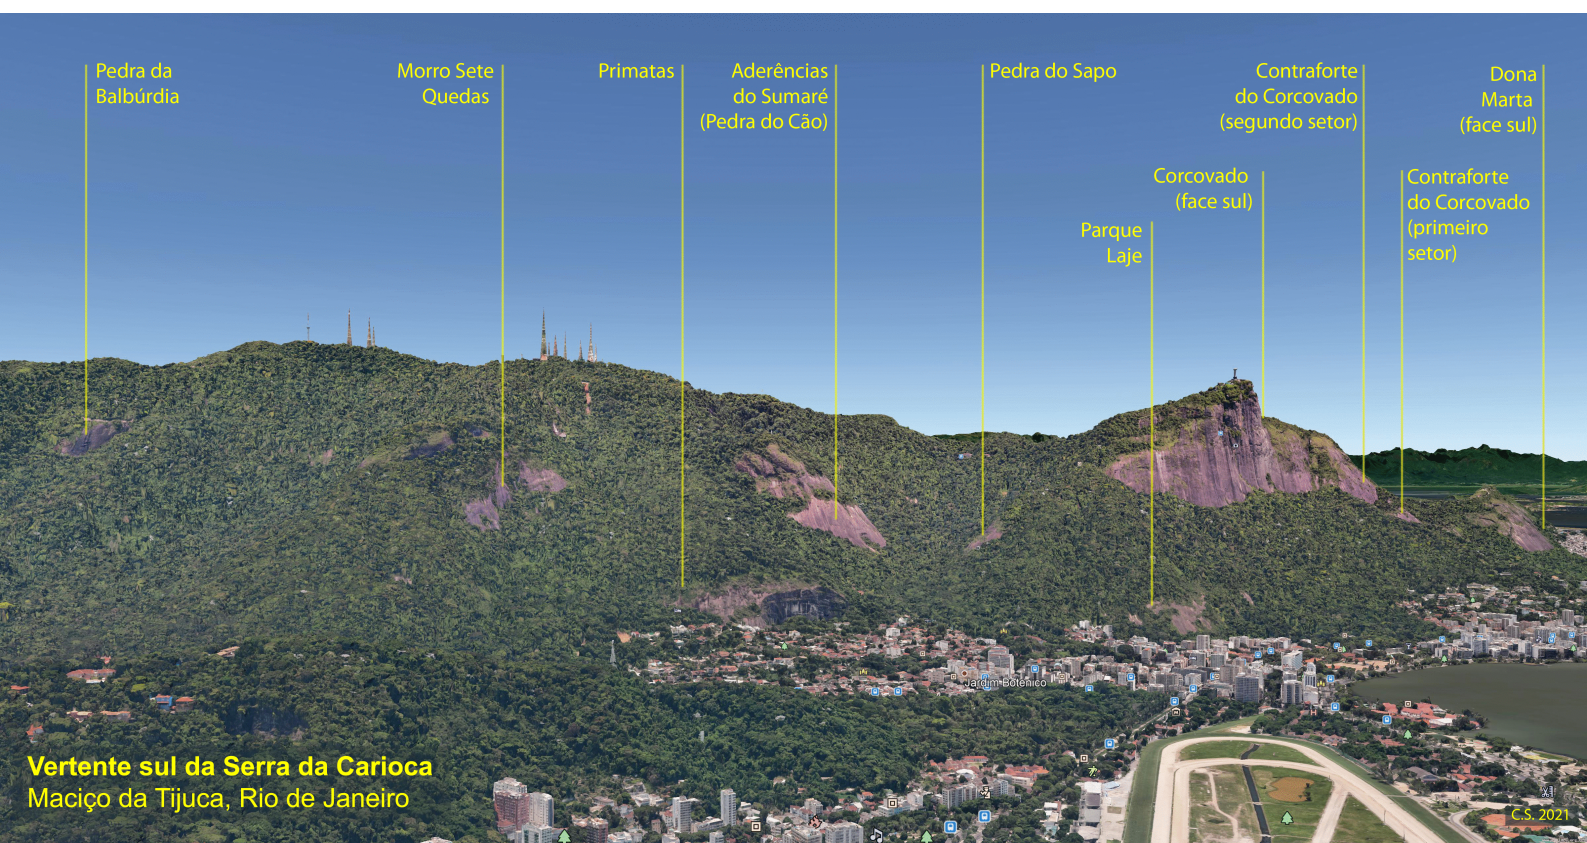 Pedra da
Balbúrdia
Morro Sete
Quedas
Primatas
Aderências
do Sumaré
(Pedra do Cão)
Pedra do Sapo
Contraforte
do Corcovado
(segundo setor)
Dona
Marta
(face sul)
Corcovado
(face sul)
Contraforte
do Corcovado
(primeiro
setor)
Parque
Laje
Jardim Botênico
Vertente sul da Serra da Carioca
Maciço da Tijuca, Rio de Janeiro
C.S. 2021